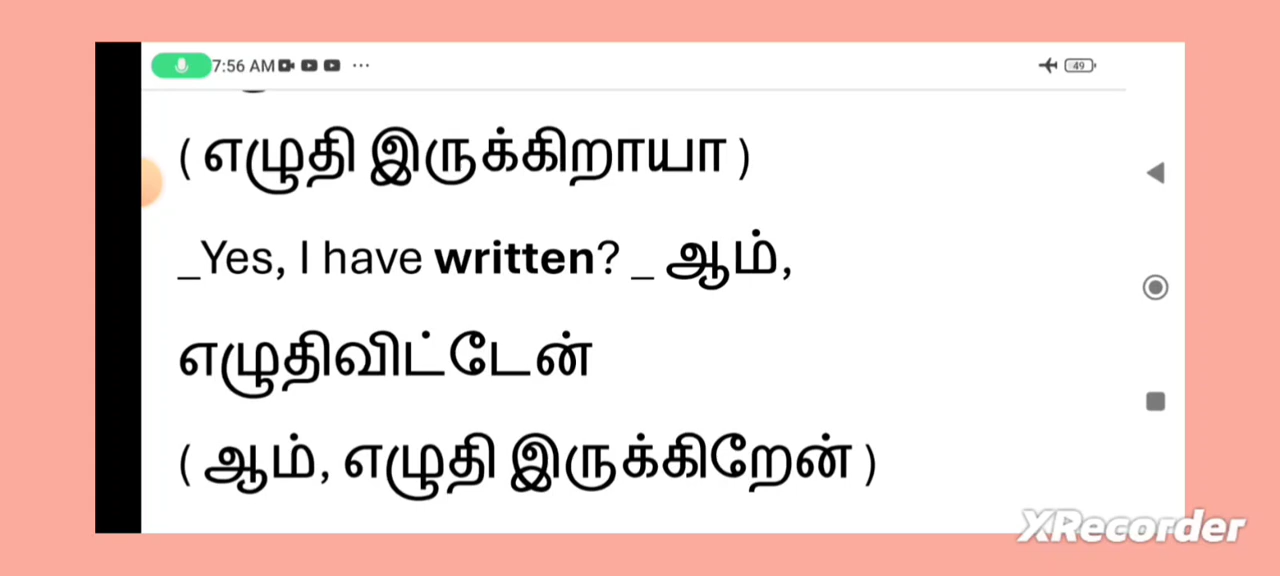 7:56 AM ...
49
( எழுதி இருக்கிறாயா )
_Yes, I have written? _ ஆம்,
எழுதிவிட்டேன்
( ஆம், எழுதி இருக்கிறேன் )
XRecorder